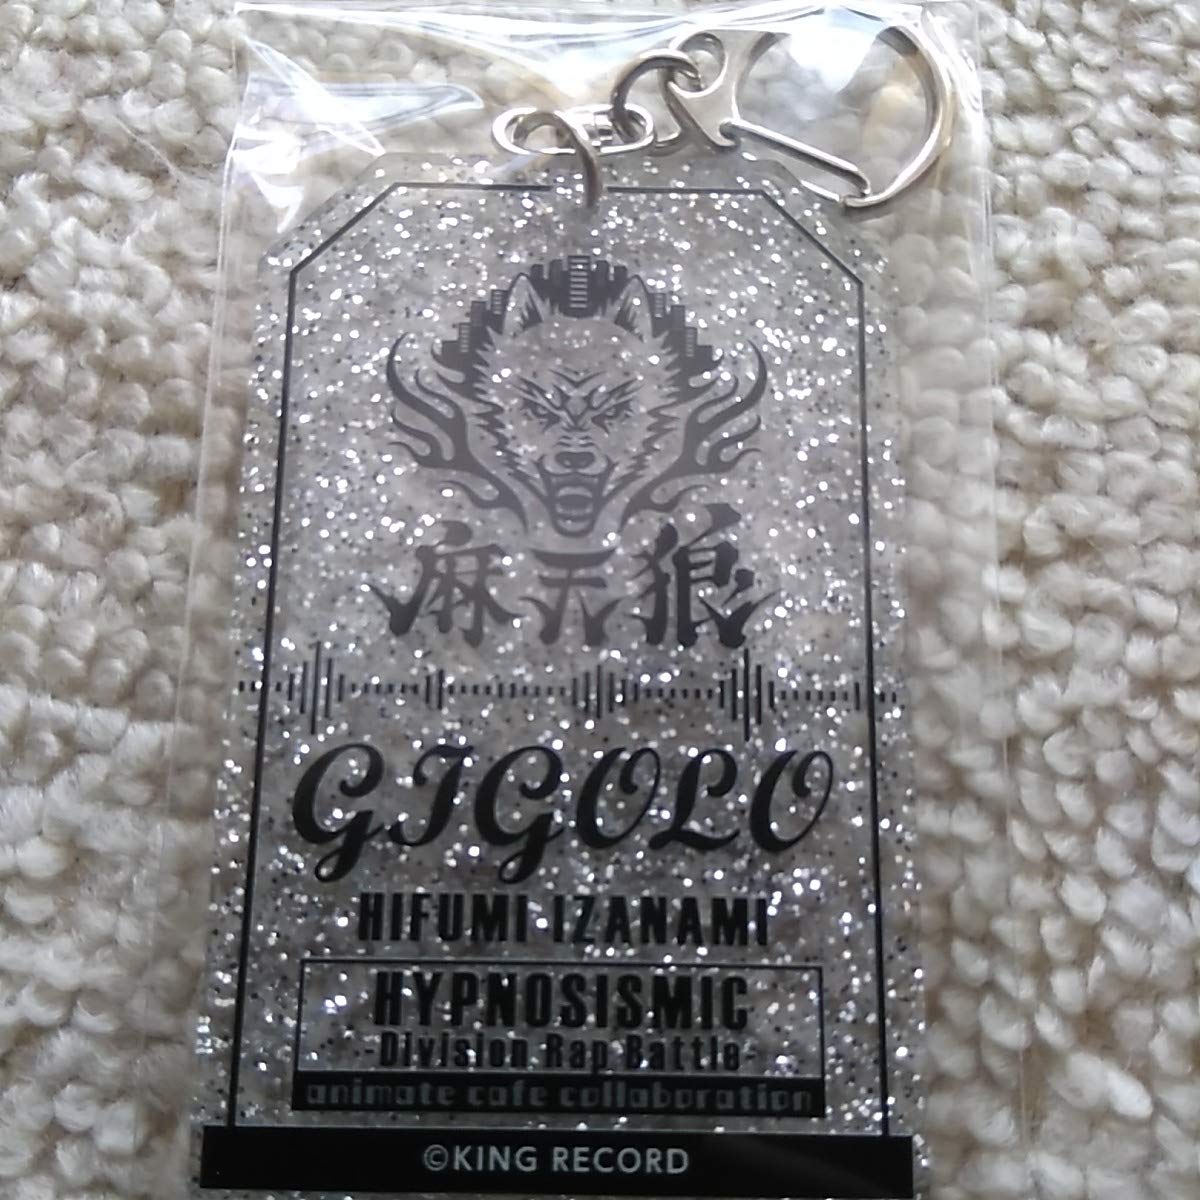 麻天狼
GIGOLO
HIFUMI IZANAMI
HYPNOSISMIC
-Division Rap Battle-
animate cafe collaboration
©KING RECORD